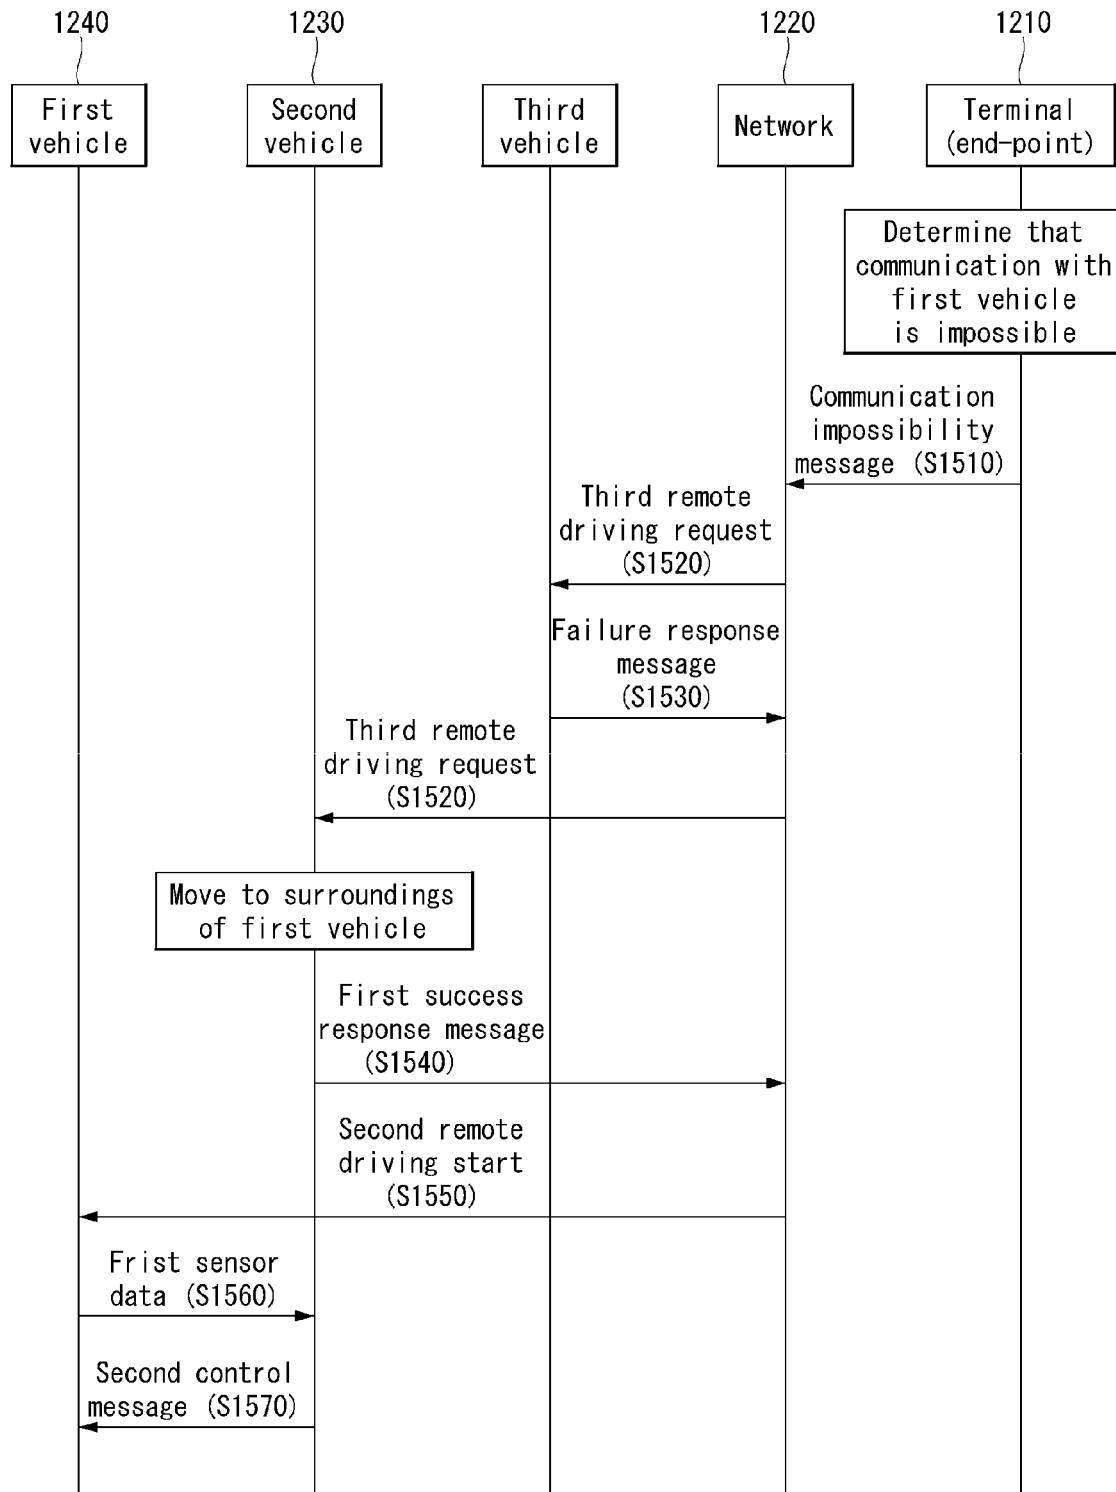 1240
1230
1220
1210
First
vehicle
Second
vehicle
Third
vehicle
Network
Terminal
(end-point)
Determine that
communication with
first vehicle
is impossible
Communication
impossibility
message (S1510)
Third remote
driving request
(S1520)
Failure response
message
(S1530)
Third remote
driving request
(S1520)
Move to surroundings
of first vehicle
First success
response message
(S1540)
Second remote
driving start
(S1550)
Frist sensor
data (S1560)
Second control
message (S1570)